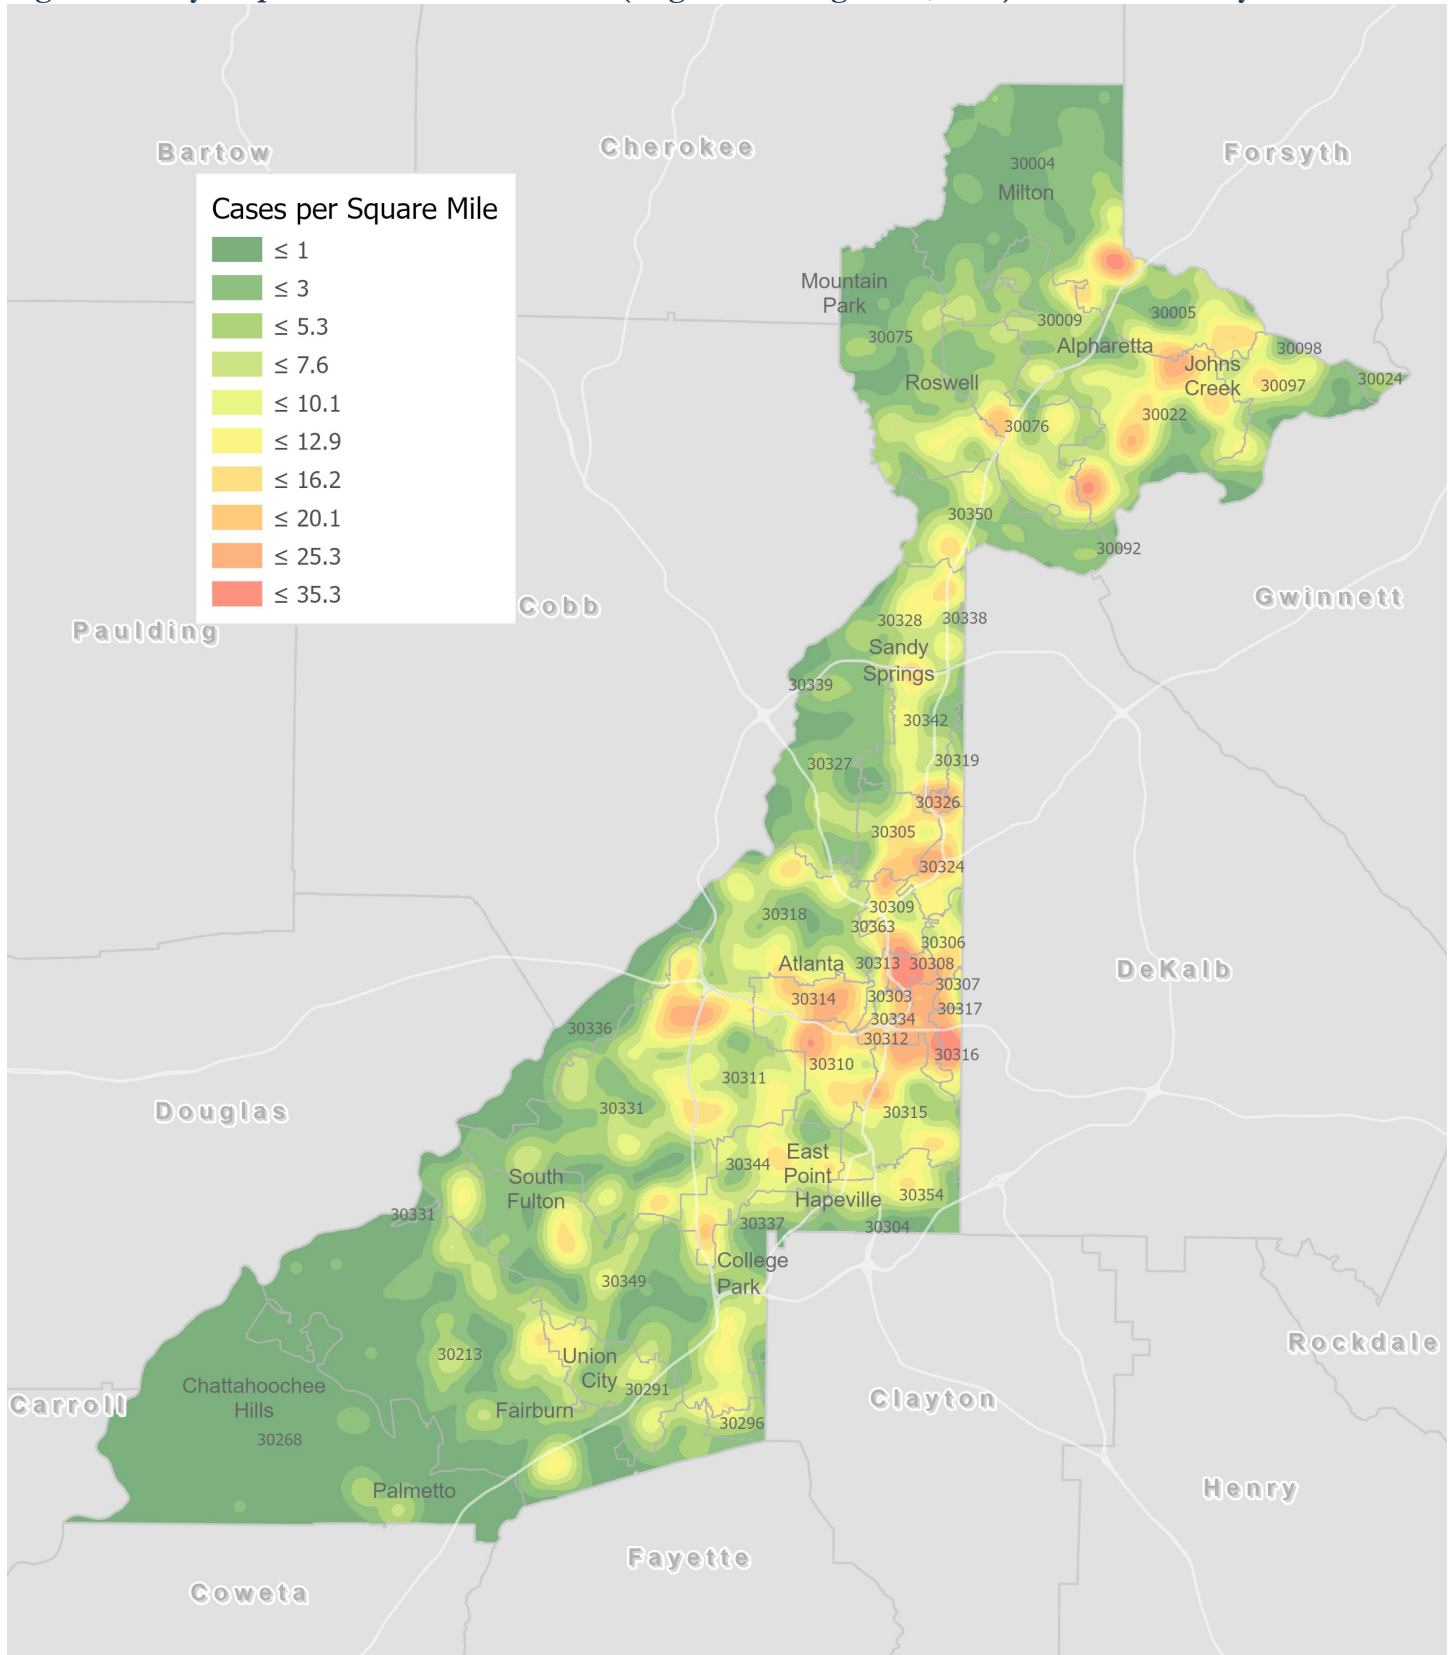 Bartow
Cherokee
Forsyth
Cases per Square Mile
≤ 1
≤ 3
≤ 5.3
≤ 7.6
≤ 10.1
≤ 12.9
≤ 16.2
≤ 20.1
≤ 25.3
≤ 35.3
30004
Milton
Mountain
Park
30075
30009
30005
Alpharetta
30098
Johns
Creek
30097
30024
Roswell
30022
30076
30350
30092
Cobb
Paulding
Gwinnett
30328
30338
Sandy
Springs
30339
30342
30327
30319
30326
30305
30324
30318
30309
30363
30306
Atlanta
30313
30308
DeKalb
30307
30314
30303
30317
30334
30336
30312
30316
30310
30311
Douglas
30331
30315
East
Point
30344
South
Fulton
Hapeville
30354
30331
30337
30304
College
Park
30349
Rockdale
30213
Union
City
30291
Chattahoochee
Hills
Carroll
Fairburn
Clayton
30296
30268
Palmetto
Henry
Fayette
Coweta